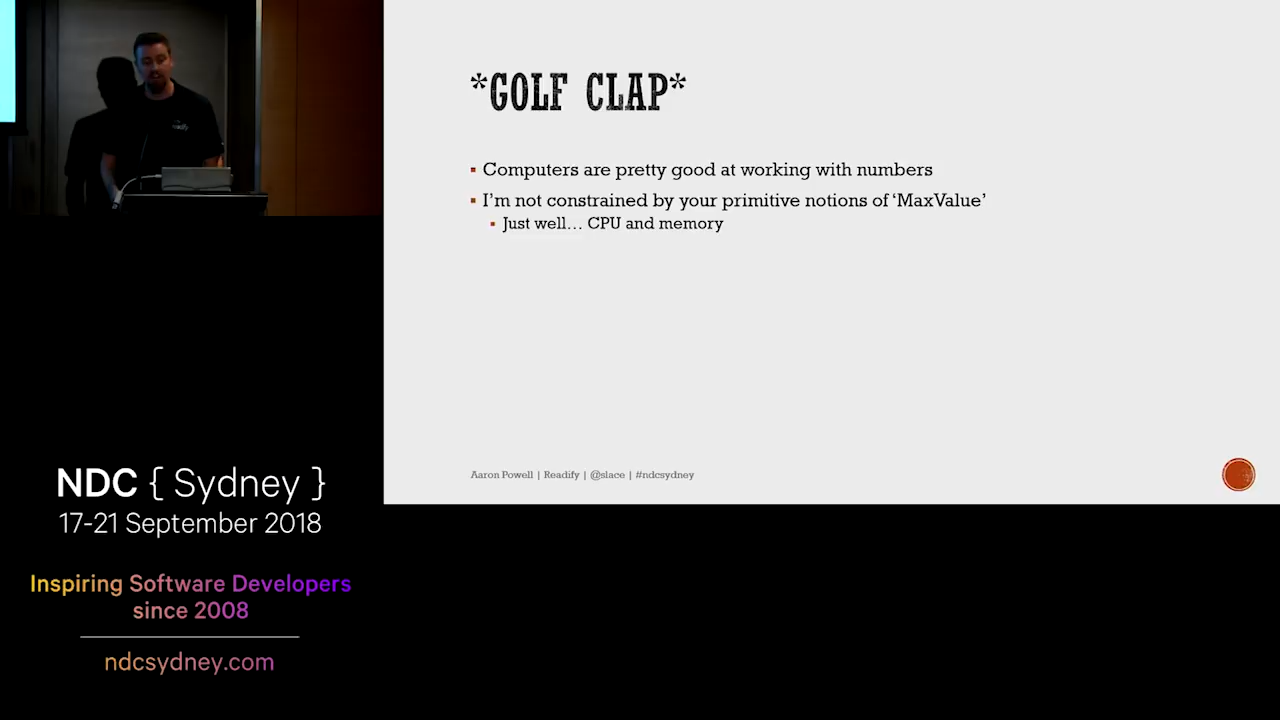 *GOLF CLAP*
Computers are pretty good at working with numbers
I'm not constrained by your primitive notions of 'MaxValue'
Just well… CPU and memory
Aaron Powell | Readify | @slace | #ndcsydney
NDC { Sydney }
17-21 September 2018
Inspiring Software Developers
since 2008
ndcsydney.com